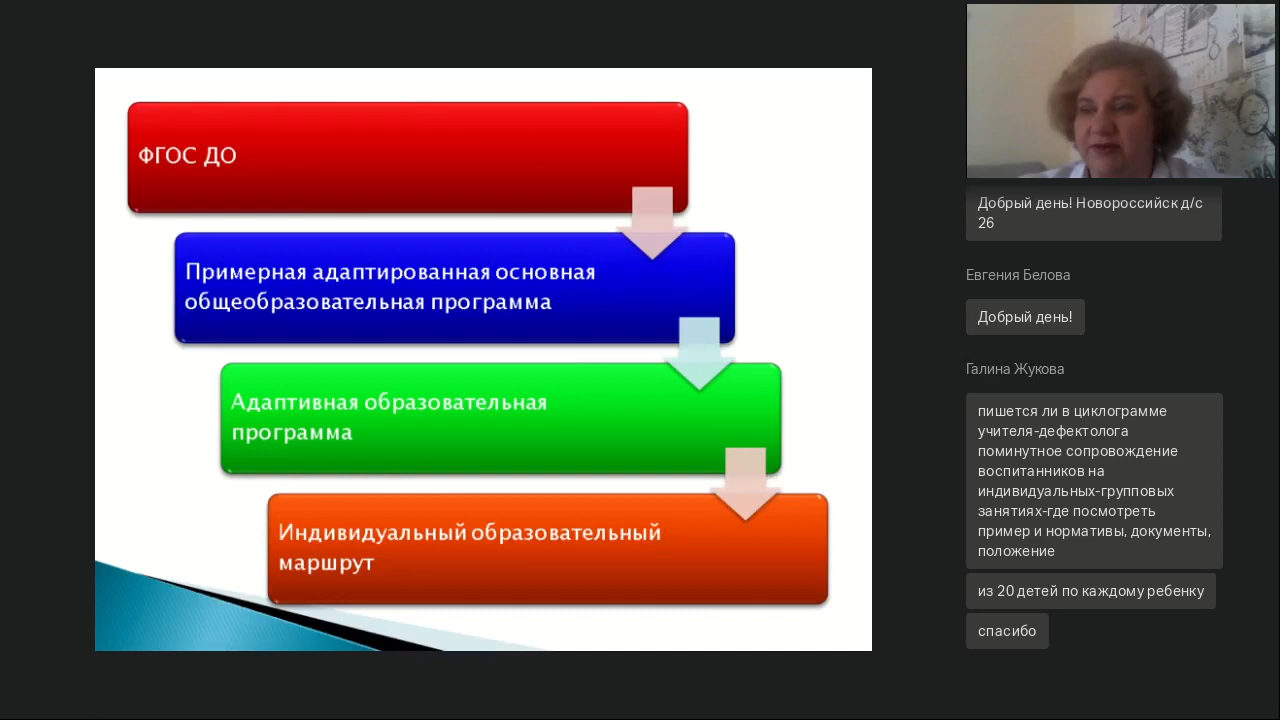 ФГОС ДО
Примерная адаптированная основная
общеобразовательная программа
Адаптивная образовательная
программа
Индивидуальный образовательный
маршрут
Добрый день! Новороссийск д/с
26
Евгения Белова
Добрый день!
Галина Жукова
пишется ли в циклограмме
учителя-дефектолога
поминутное сопровождение
воспитанников на
индивидуальных-групповых
занятиях-где посмотреть
пример и нормативы, документы,
положение
из 20 детей по каждому ребенку
спасибо